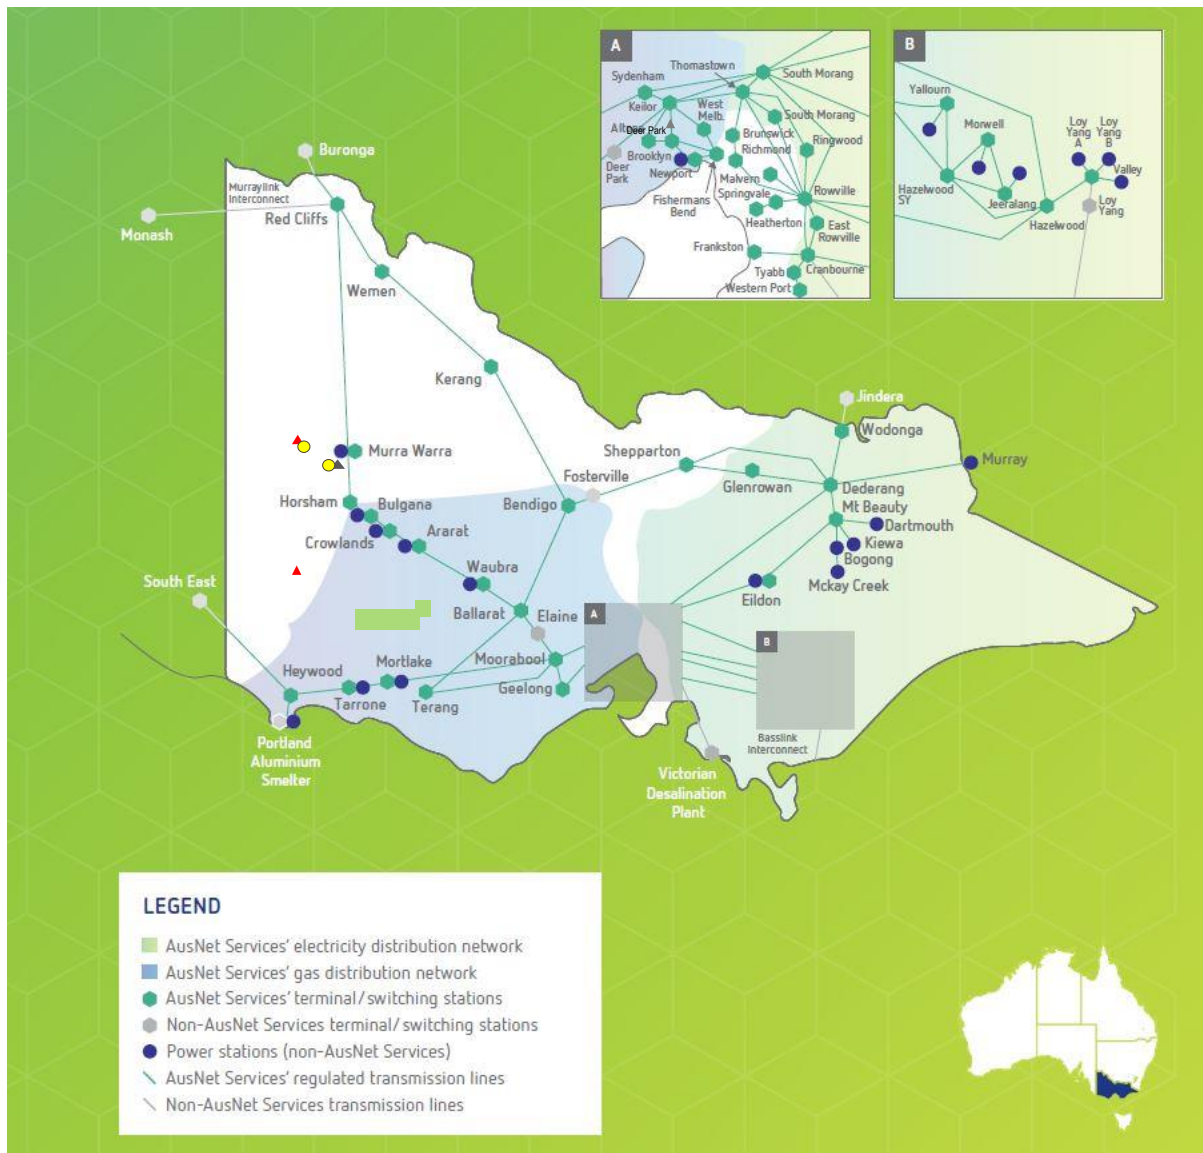 A
Thomastown
South Morang
Sydenham
Keilor
West
Melb.
South Morang
Deer Park
Brunswick
Ringwood
Brooklyn
Richmond
Deer
Park
Newport
Malvern
Springvale
Rowville
Fishermans
Bend
Heatherton
East
Rowville
Frankston
Tyabb
Cranbourne
Western Port
B
Yallourn
Morwell
Loy
Yang
A
Loy
Yang
B
Valley
Hazelwood
SY
Jeeralang
Loy
Yang
Hazelwood
Buronga
Murraylink
Interconnect
Red Cliffs
Monash
Wemen
Kerang
Jindera
Wodonga
Murra Warra
Shepparton
Murray
Fosterville
Glenrowan
Dederang
Horsham
Bulgana
Bendigo
Mt Beauty
Dartmouth
Crowlands
Ararat
Kiewa
Bogong
Mckay Creek
South East
Waubra
Eildon
Ballarat
Elaine
A
B
Moorabool
Heywood
Mortlake
Geelong
Tarrone
Terang
Portland
Aluminium
Smelter
Basslink
Interconnect
Victorian
Desalination
Plant
LEGEND
AusNet Services' electricity distribution network
AusNet Services' gas distribution network
AusNet Services' terminal/switching stations
Non-AusNet Services terminal/switching stations
Power stations (non-AusNet Services)
AusNet Services' regulated transmission lines
Non-AusNet Services transmission lines